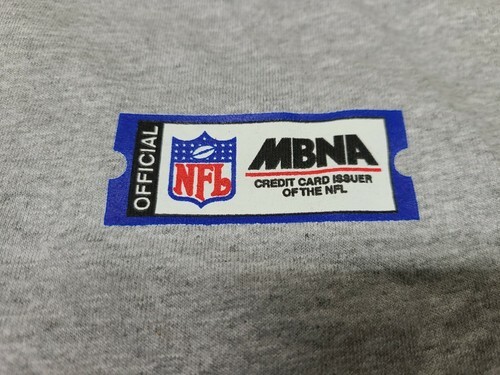 OFFICIAL
NFL
MBNA
CREDIT CARD ISSUER
OF THE NFL